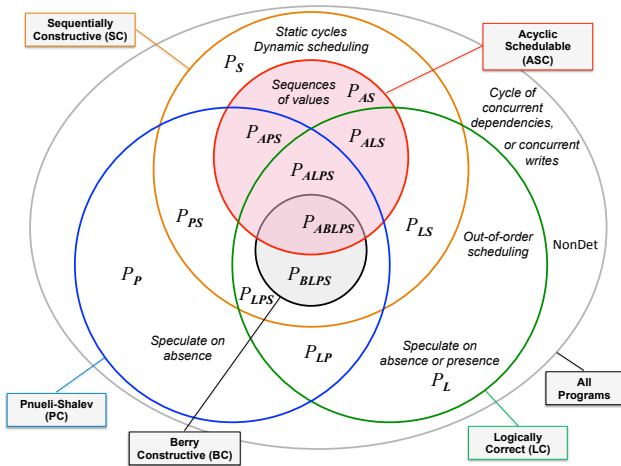 Sequentially
Constructive (SC)
Static cycles
Dynamic scheduling
Acyclic
Schedulable
(ASC)
P_S
Sequences
of values
P_AS
Cycle of
concurrent
dependencies,
or concurrent
writes
P_APS
P_ALS
P_ALPS
P_PS
P_ABLPS
P_LS
Out-of-order
scheduling
NonDet
P_P
P_BLPS
P_LPS
Speculate on
absence
P_LP
Speculate on
absence or presence
P_L
All
Programs
Pnueli-Shalev
(PC)
Berry
Constructive (BC)
Logically
Correct (LC)